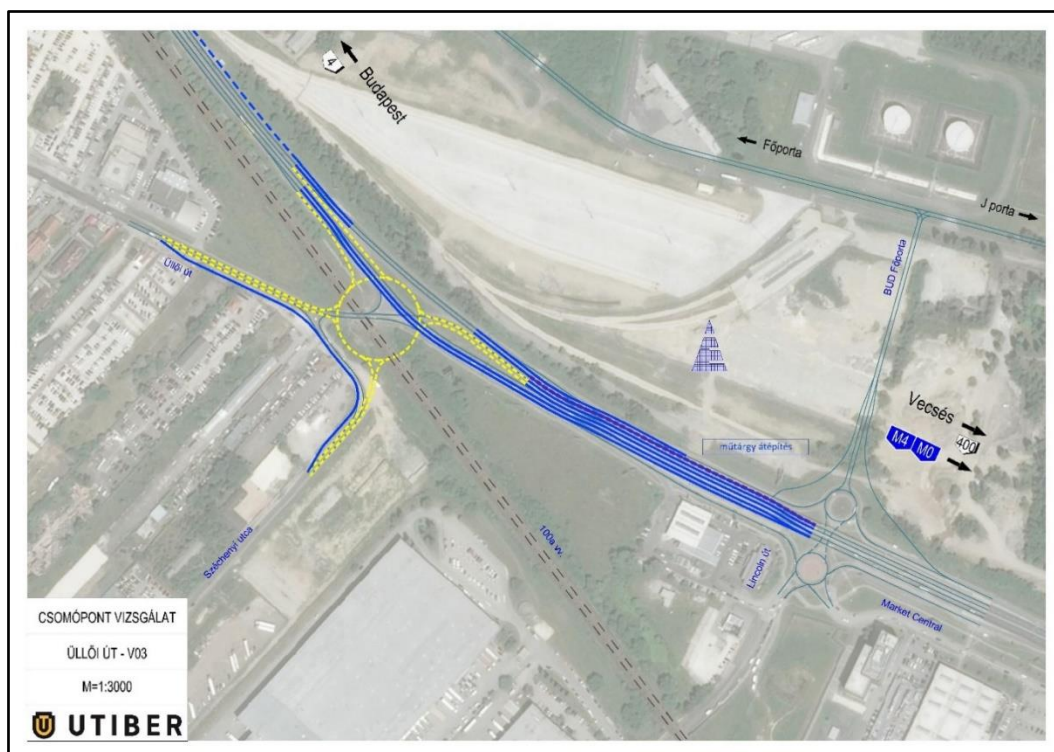 4
Budapest
Főporta
J porta
Üllői út
BUD Főporta
Vecsés
400
M4
M0
műtárgy átépítés
100a vv.
Lincoln út
Széchenyi utca
Market Central
CSOMÓPONT VIZSGÁLAT
ÜLLŐI ÚT - V03
M=1:3000
UTIBER